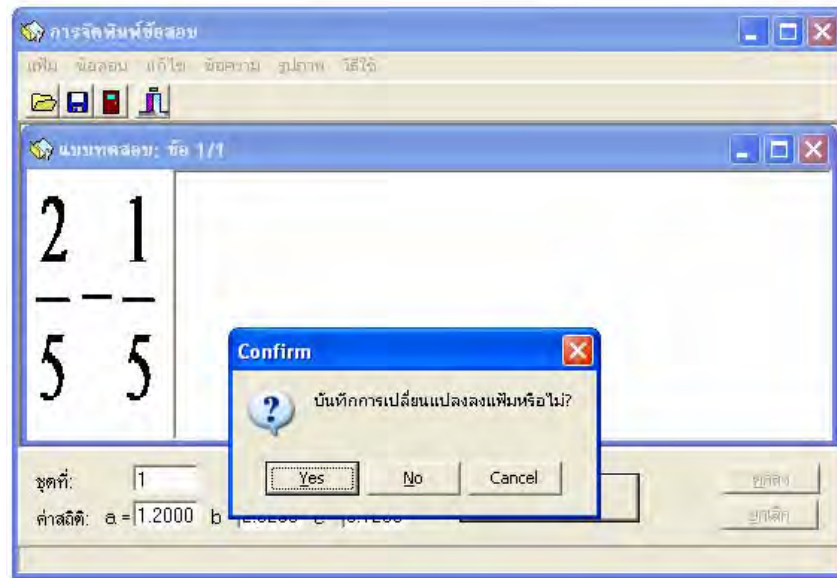 การจัดพิมพ์ข้อสอบ
แฟ้ม ข้อสอบ แก้ไข ข้อความ รูปภาพ วิธีใช้
แบบทดสอบ: ข้อ 1/1
2 1
–
5 5
Confirm
บันทึกการเปลี่ยนแปลงลงแฟ้มหรือไม่?
Yes No Cancel
ชุดที่: 1
ตกลง
ค่าสถิติ: a = 1.2000 b
ยกเลิก